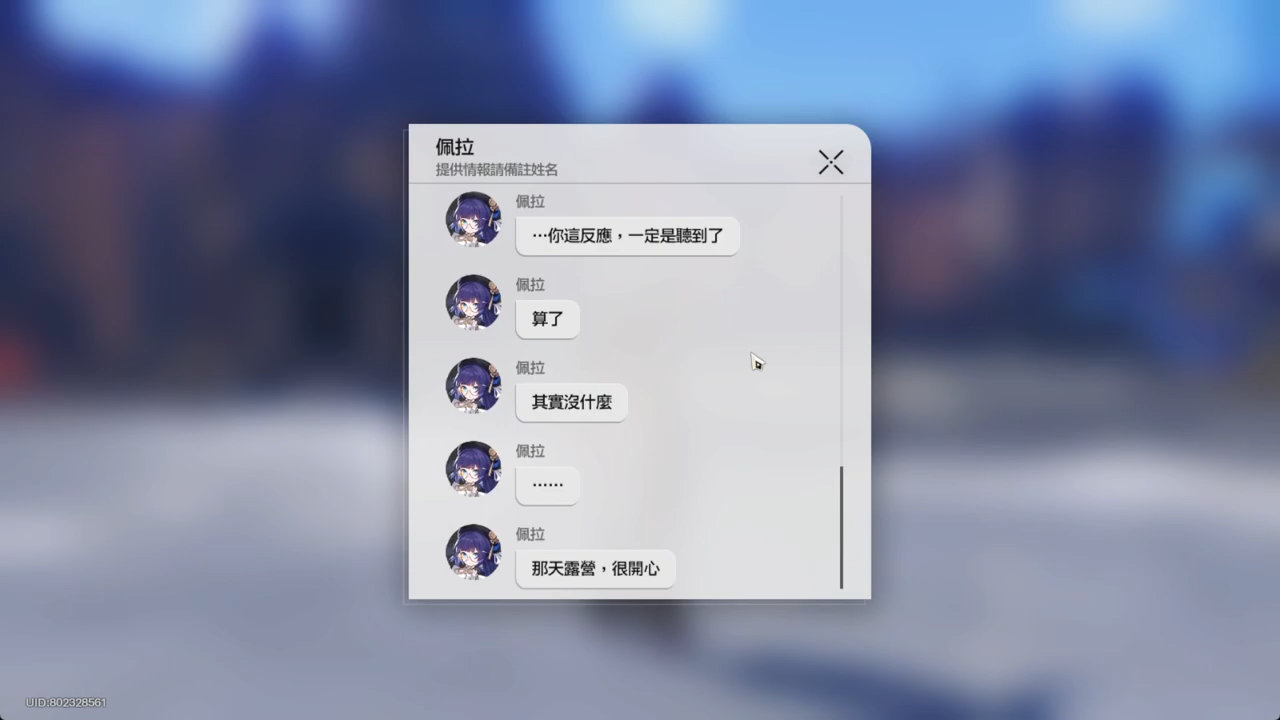 佩拉
提供情報請備註姓名
佩拉
…你這反應，一定是聽到了
佩拉
算了
佩拉
其實沒什麼
佩拉
……
佩拉
那天露營，很開心
UID:802328561